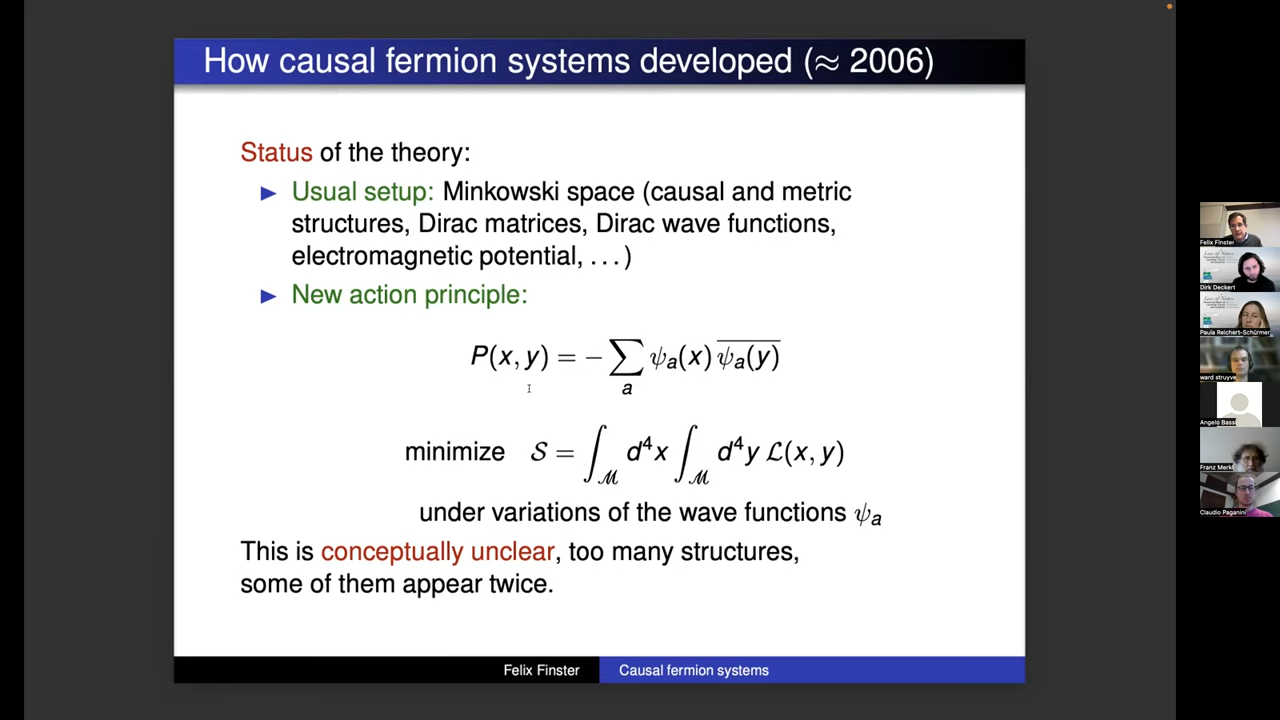 How causal fermion systems developed (≈ 2006)
Status of the theory:
▶ Usual setup: Minkowski space (causal and metric
structures, Dirac matrices, Dirac wave functions,
electromagnetic potential, . . . )
▶ New action principle:
P(x, y) = − ∑_a ψ_a(x) \overline{ψ_a(y)}
minimize S = ∫_M d⁴x ∫_M d⁴y L(x, y)
under variations of the wave functions ψ_a
This is conceptually unclear, too many structures,
some of them appear twice.
Felix Finster Causal fermion systems
Felix Finster
Dirk Deckert
Paula Reichert-Schürmer
ward struyve
Angelo Bassi
Franz Merkl
Claudio Paganini